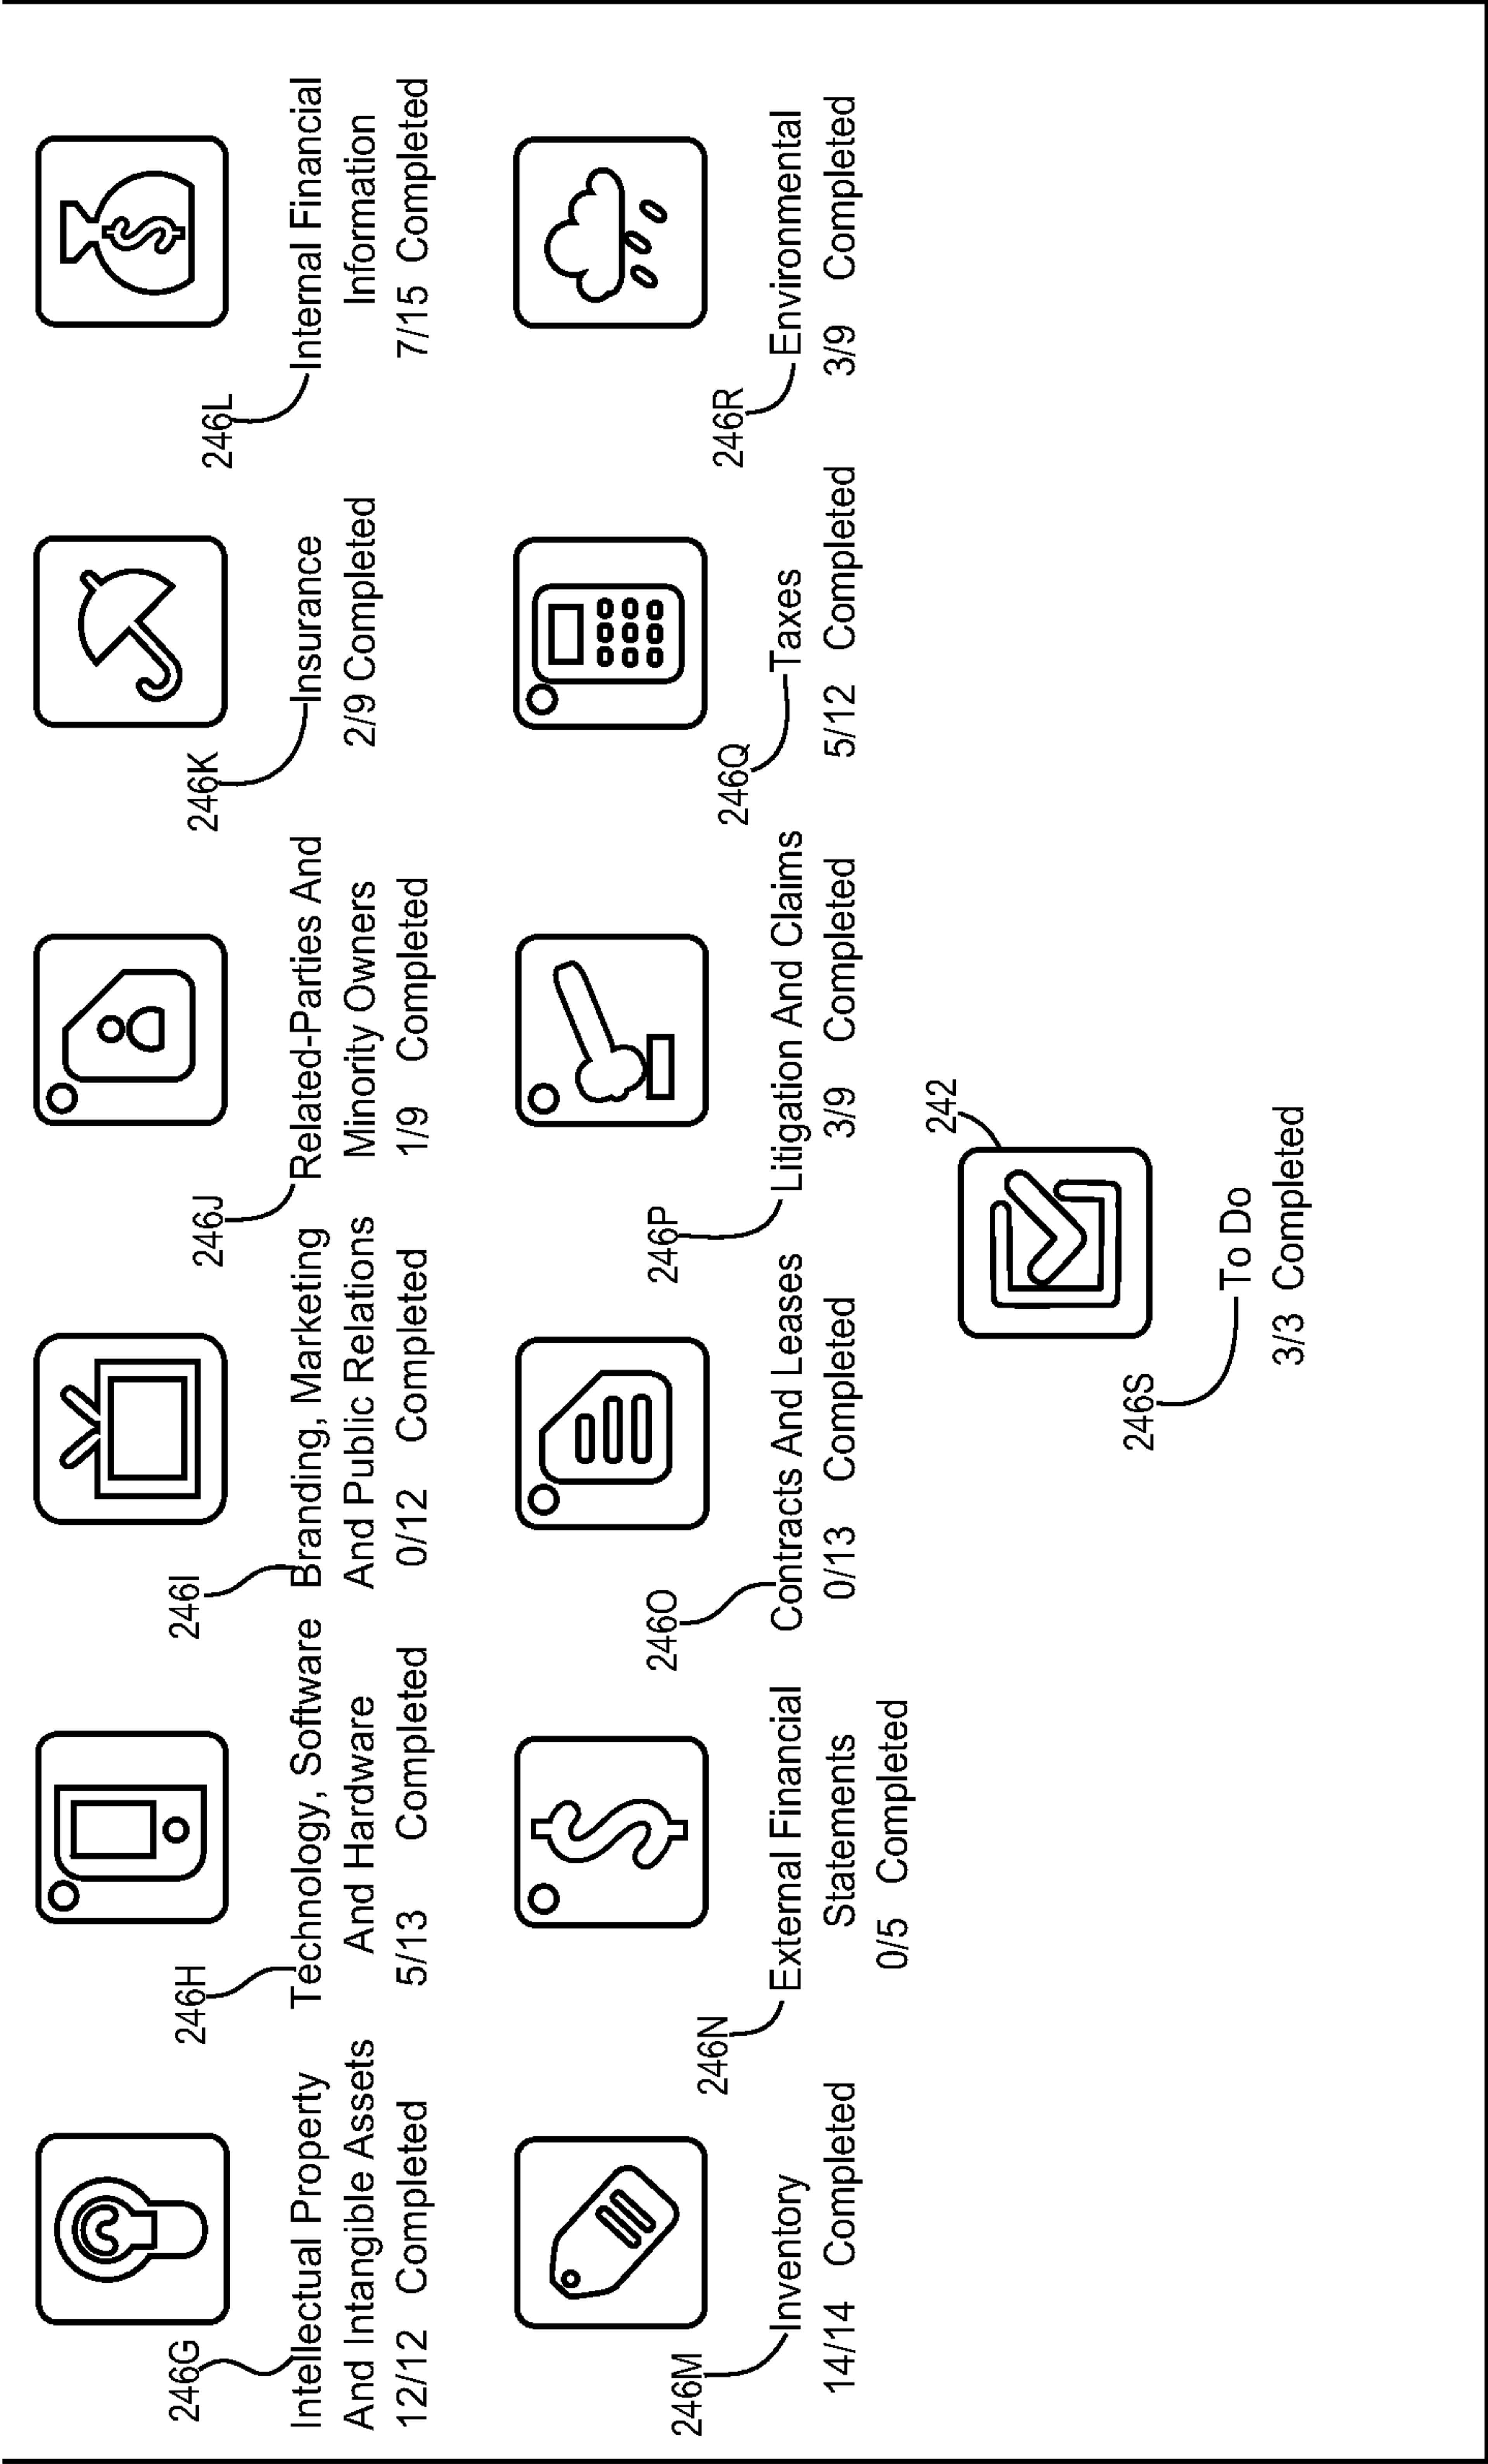 246G
Intellectual Property
And Intangible Assets
12/12 Completed
246H
Technology, Software
And Hardware
5/13 Completed
246I
Branding, Marketing
And Public Relations
0/12 Completed
246J
Related-Parties And
Minority Owners
1/9 Completed
246K
Insurance
2/9 Completed
246L
Internal Financial
Information
7/15 Completed
246M
Inventory
14/14 Completed
246N
External Financial
Statements
0/5 Completed
246O
Contracts And Leases
0/13 Completed
246P
Litigation And Claims
3/9 Completed
246Q
Taxes
5/12 Completed
246R
Environmental
3/9 Completed
242
246S
To Do
3/3 Completed